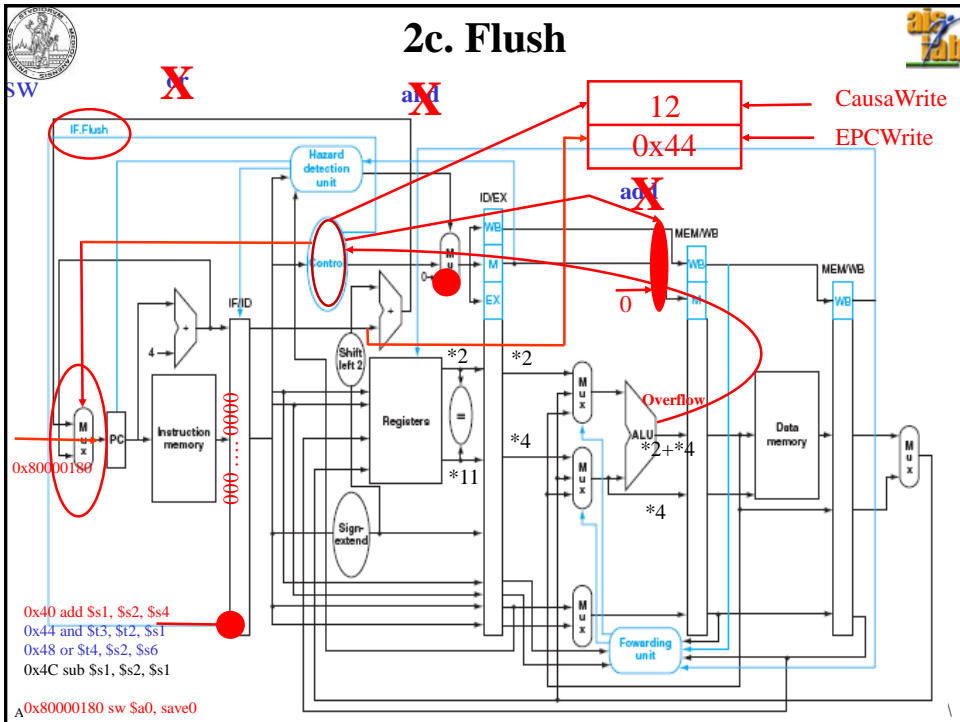 2c. Flush
sw
or
X
and
X
12
CausaWrite
0x44
EPCWrite
IF.Flush
Hazard
detection
unit
add
X
ID/EX
WB
M
EX
Control
0
M
u
x
MEM/WB
WB
M
MEM/WB
WB
0
IF/ID
+
4
+
Shift
left 2
*2
*2
M
u
x
PC
Instruction
memory
000 .... 0000
Registers
=
*4
*11
M
u
x
M
u
x
Overflow
ALU
*2+*4
*4
Data
memory
M
u
x
0x80000180
Sign-
extend
M
u
x
Fowarding
unit
0x40 add $s1, $s2, $s4
0x44 and $t3, $t2, $s1
0x48 or $t4, $s2, $s6
0x4C sub $s1, $s2, $s1
A
0x80000180 sw $a0, save0
\